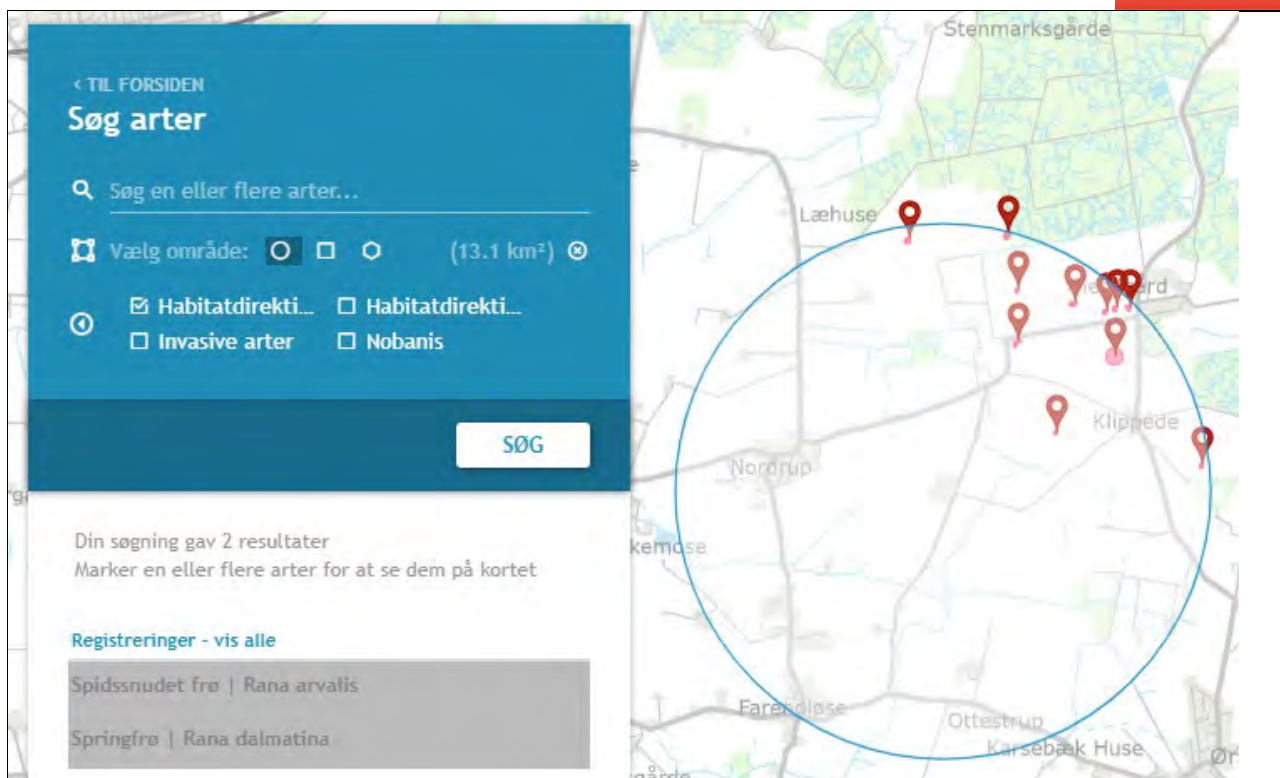 ‹ TIL FORSIDEN
Søg arter
Søg en eller flere arter...
Vælg område: (13.1 km²)
Habitatdirekti... Habitatdirekti...
Invasive arter Nobanis
SØG
Din søgning gav 2 resultater
Marker en eller flere arter for at se dem på kortet
Registreringer - vis alle
Spidssnudet frø | Rana arvalis
Springfrø | Rana dalmatina
Stenmarksgårde
Læhuse
Klippede
Nordrup
Farendløse
Ottestrup
Karsebæk Huse